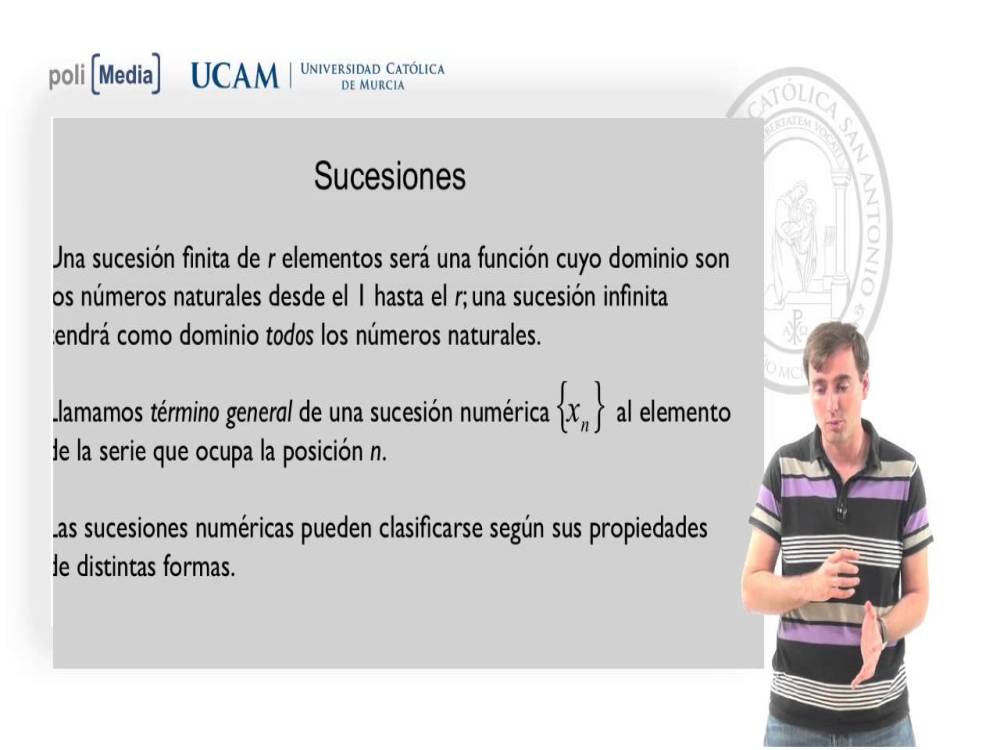 poli[Media]
UCAM | UNIVERSIDAD CATÓLICA
DE MURCIA
CATÓLICA SAN ANTONIO
Sucesiones
Una sucesión finita de r elementos será una función cuyo dominio son
os números naturales desde el 1 hasta el r; una sucesión infinita
tendrá como dominio todos los números naturales.
Llamamos término general de una sucesión numérica {xₙ} al elemento
de la serie que ocupa la posición n.
Las sucesiones numéricas pueden clasificarse según sus propiedades
de distintas formas.